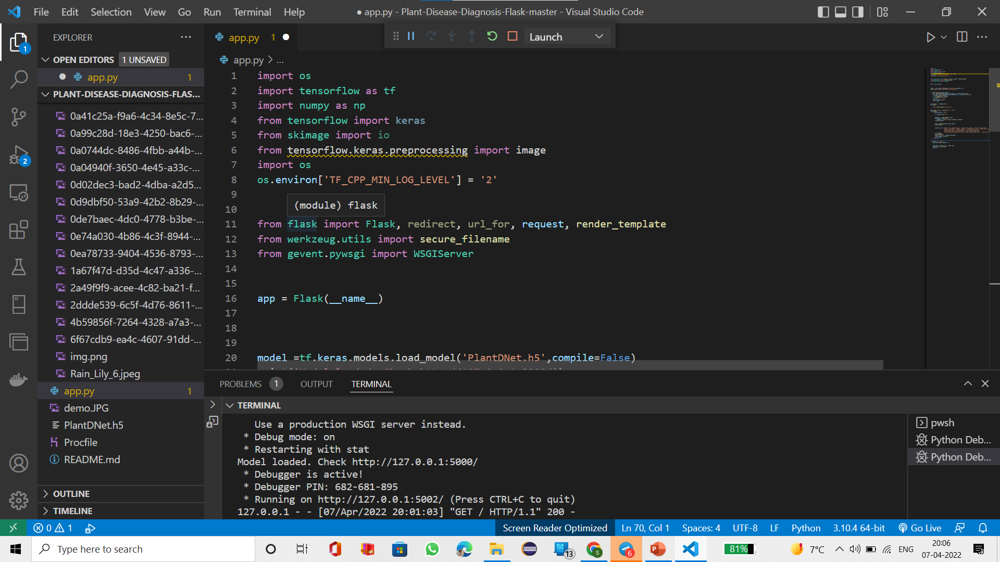 File Edit Selection View Go Run Terminal Help
● app.py - Plant-Disease-Diagnosis-Flask-master - Visual Studio Code
EXPLORER
1
OPEN EDITORS 1 UNSAVED
app.py 1
PLANT-DISEASE-DIAGNOSIS-FLAS...
0a41c25a-f9a6-4c34-8e5c-7...
0a99c28d-18e3-4250-bac6-...
0a0744dc-8486-4fbb-a44b-...
0a04940f-3650-4e45-a33c-...
0d02dec3-bad2-4dba-a2d5...
0d9dbf50-53a9-42b2-8b29-...
0de7baec-4dc0-4778-b3be-...
0e74a030-4b86-4c3f-8944-...
0ea78733-9404-4536-8793-...
1a67f47d-d35d-4c47-a336-...
2a49f9f9-acee-4c82-ba21-f...
2ddde539-6c5f-4d76-8611-...
4b59856f-7264-4328-a7a3-...
6f67cdb9-ea4c-4607-91dd-...
img.png
Rain_Lily_6.jpeg
app.py 1
demo.JPG
PlantDNet.h5
Procfile
README.md
OUTLINE
TIMELINE
2
app.py 1
Launch
app.py > ...
1 import os
2 import tensorflow as tf
3 import numpy as np
4 from tensorflow import keras
5 from skimage import io
6 from tensorflow.keras.preprocessing import image
7 import os
8 os.environ['TF_CPP_MIN_LOG_LEVEL'] = '2'
9
(module) flask
10
11 from flask import Flask, redirect, url_for, request, render_template
12 from werkzeug.utils import secure_filename
13 from gevent.pywsgi import WSGIServer
14
15
16 app = Flask(__name__)
17
18
19
20 model =tf.keras.models.load_model('PlantDNet.h5',compile=False)
PROBLEMS 1 OUTPUT TERMINAL
TERMINAL
Use a production WSGI server instead.
* Debug mode: on
* Restarting with stat
Model loaded. Check http://127.0.0.1:5000/
* Debugger is active!
* Debugger PIN: 682-681-895
* Running on http://127.0.0.1:5002/ (Press CTRL+C to quit)
127.0.0.1 - - [07/Apr/2022 20:01:03] "GET / HTTP/1.1" 200 -
pwsh
Python Deb...
Python Deb...
0 1
Screen Reader Optimized Ln 70, Col 1 Spaces: 4 UTF-8 LF Python 3.10.4 64-bit Go Live
Type here to search
13
S
6
81%
7°C
ENG
20:06
07-04-2022